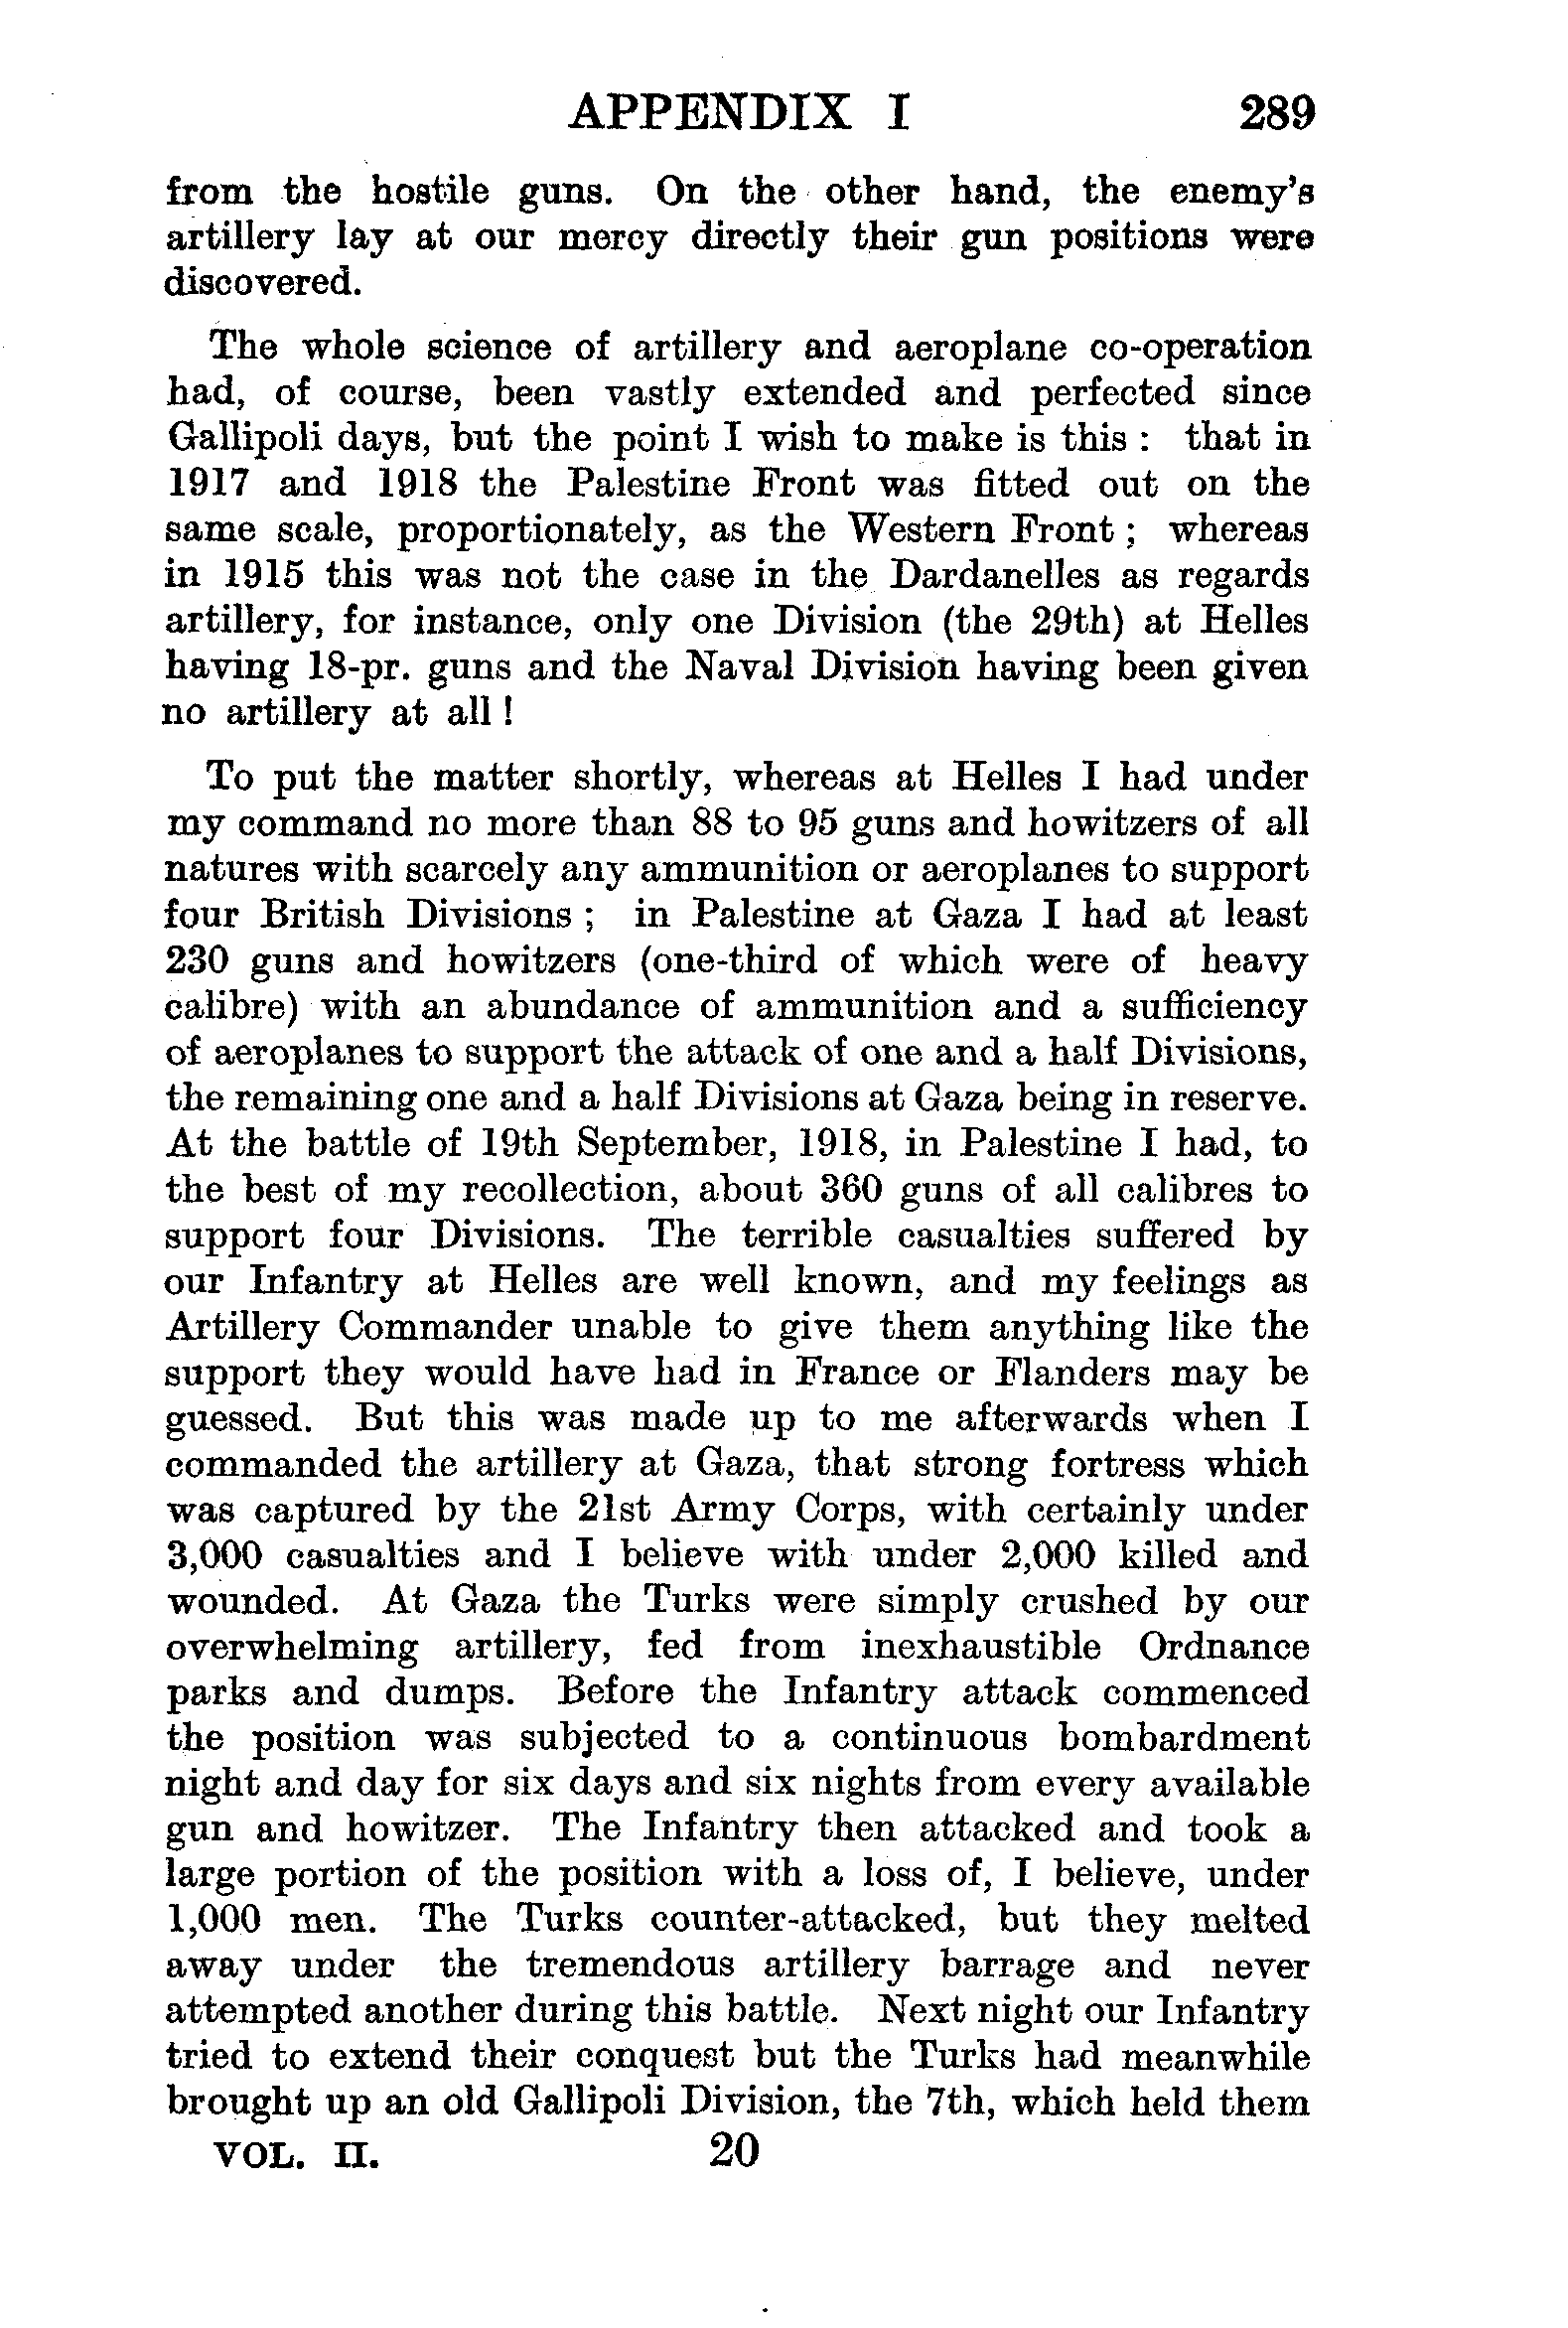 APPENDIX I 289
from the hostile guns. On the other hand, the enemy's
artillery lay at our mercy directly their gun positions were
discovered.
The whole science of artillery and aeroplane co-operation
had, of course, been vastly extended and perfected since
Gallipoli days, but the point I wish to make is this : that in
1917 and 1918 the Palestine Front was fitted out on the
same scale, proportionately, as the Western Front ; whereas
in 1915 this was not the case in the Dardanelles as regards
artillery, for instance, only one Division (the 29th) at Helles
having 18-pr. guns and the Naval Division having been given
no artillery at all !
To put the matter shortly, whereas at Helles I had under
my command no more than 88 to 95 guns and howitzers of all
natures with scarcely any ammunition or aeroplanes to support
four British Divisions ; in Palestine at Gaza I had at least
230 guns and howitzers (one-third of which were of heavy
calibre) with an abundance of ammunition and a sufficiency
of aeroplanes to support the attack of one and a half Divisions,
the remaining one and a half Divisions at Gaza being in reserve.
At the battle of 19th September, 1918, in Palestine I had, to
the best of my recollection, about 360 guns of all calibres to
support four Divisions. The terrible casualties suffered by
our Infantry at Helles are well known, and my feelings as
Artillery Commander unable to give them anything like the
support they would have had in France or Flanders may be
guessed. But this was made up to me afterwards when I
commanded the artillery at Gaza, that strong fortress which
was captured by the 21st Army Corps, with certainly under
3,000 casualties and I believe with under 2,000 killed and
wounded. At Gaza the Turks were simply crushed by our
overwhelming artillery, fed from inexhaustible Ordnance
parks and dumps. Before the Infantry attack commenced
the position was subjected to a continuous bombardment
night and day for six days and six nights from every available
gun and howitzer. The Infantry then attacked and took a
large portion of the position with a loss of, I believe, under
1,000 men. The Turks counter-attacked, but they melted
away under the tremendous artillery barrage and never
attempted another during this battle. Next night our Infantry
tried to extend their conquest but the Turks had meanwhile
brought up an old Gallipoli Division, the 7th, which held them
VOL. II. 20